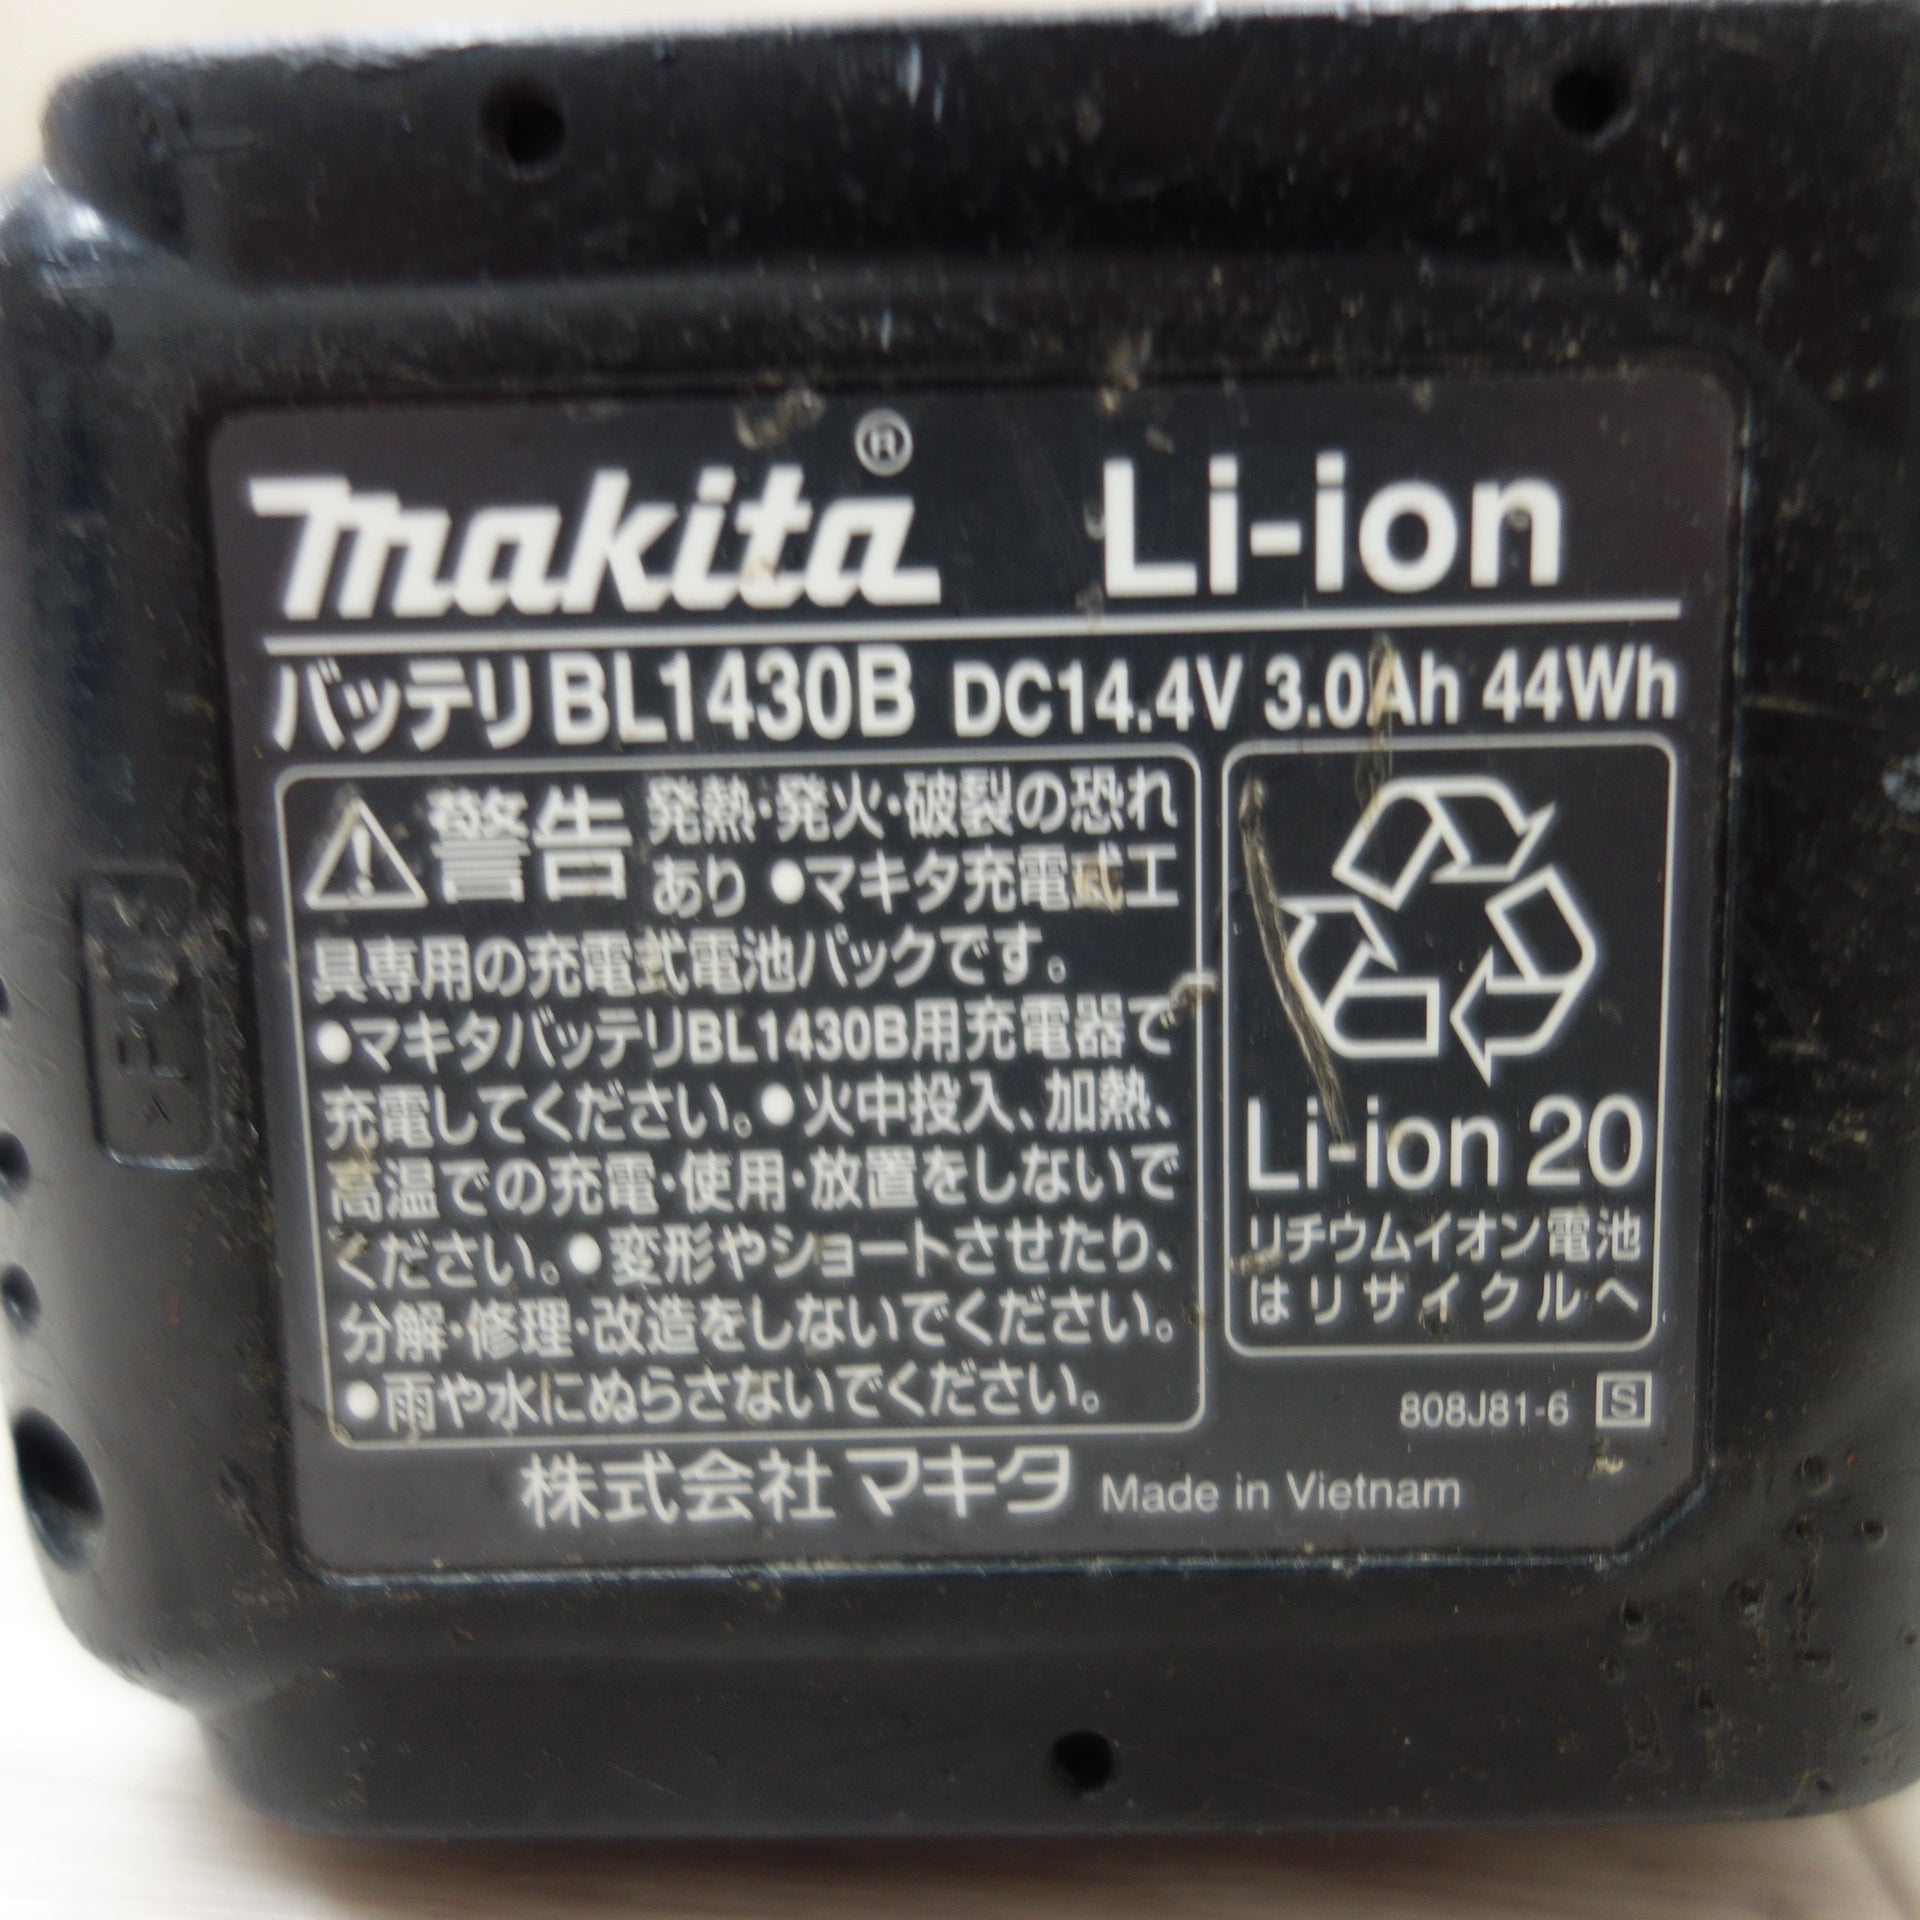 makita® Li-ion
バッテリBL1430B DC14.4V 3.0Ah 44Wh
警告 発熱・発火・破裂の恐れ
あり ●マキタ充電式工
具専用の充電式電池パックです。
●マキタバッテリBL1430B用充電器で
充電してください。●火中投入、加熱、
高温での充電・使用・放置をしないで
ください。●変形やショートさせたり、
分解・修理・改造をしないでください。
●雨や水にぬらさないでください。
Li-ion 20
リチウムイオン電池
はリサイクルへ
808J81-6 S
株式会社マキタ Made in Vietnam